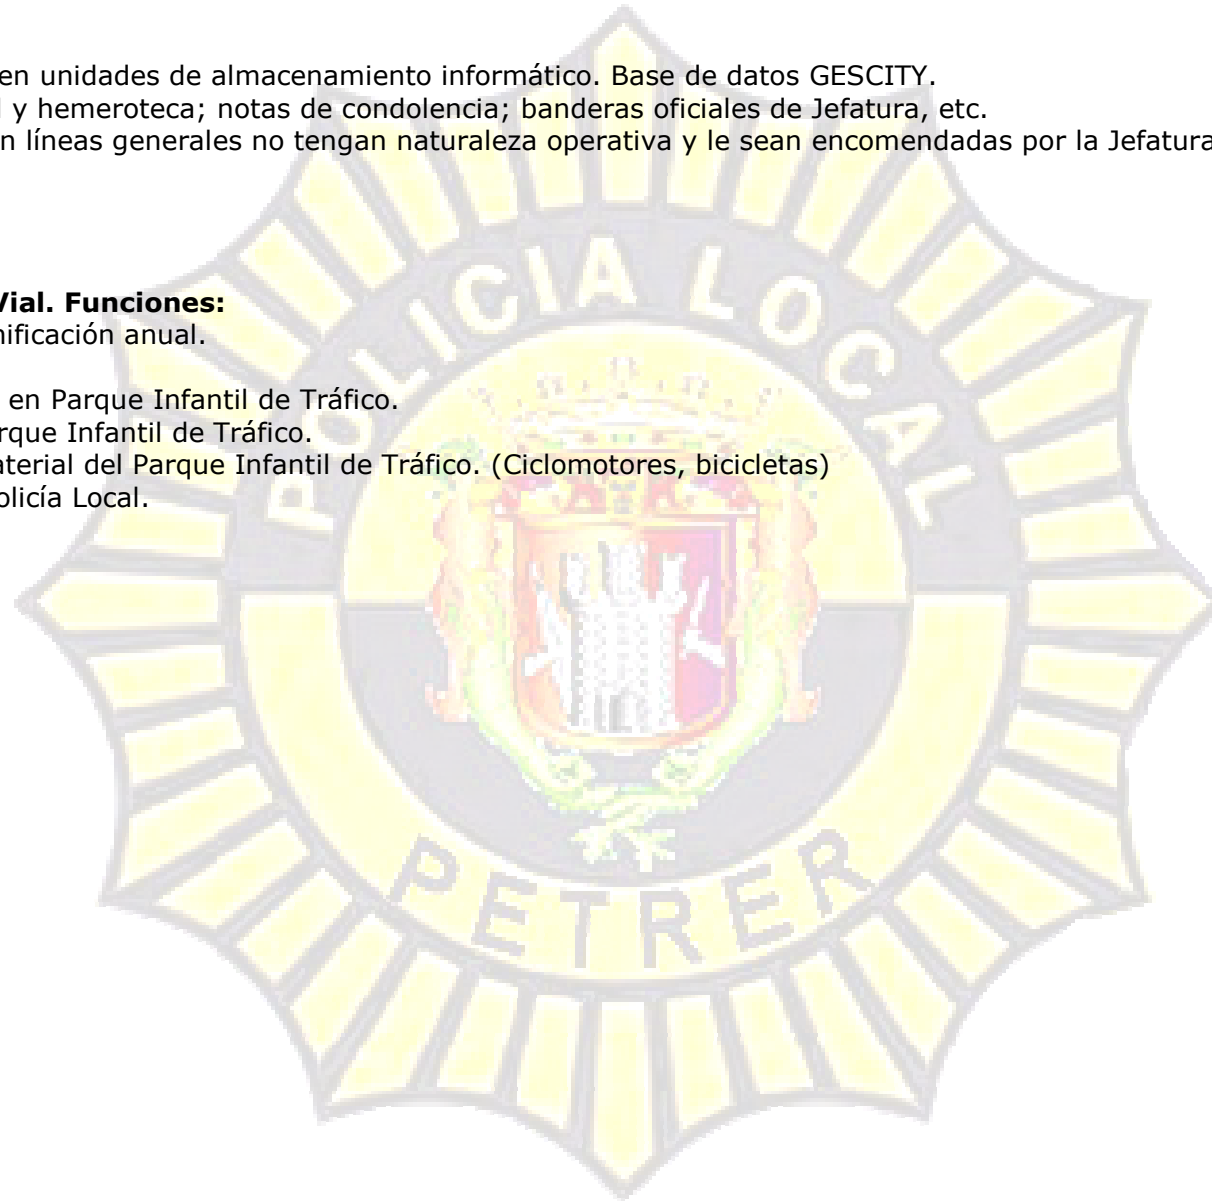 en unidades de almacenamiento informático. Base de datos GESCITY.
y hemeroteca; notas de condolencia; banderas oficiales de Jefatura, etc.
n líneas generales no tengan naturaleza operativa y le sean encomendadas por la Jefatura
Vial. Funciones:
nificación anual.
en Parque Infantil de Tráfico.
rque Infantil de Tráfico.
aterial del Parque Infantil de Tráfico. (Ciclomotores, bicicletas)
olicía Local.
POLICIA LOCAL
PETRER